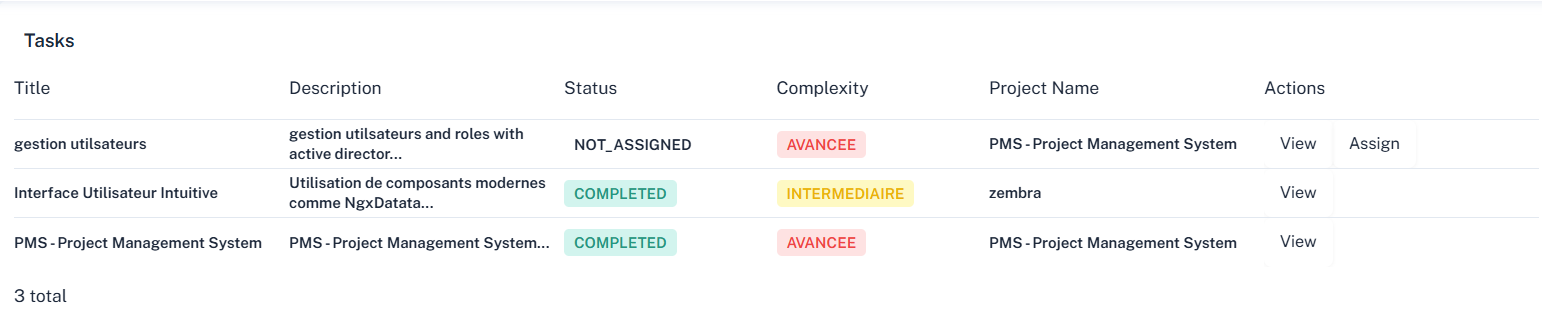 Tasks
Title Description Status Complexity Project Name Actions
gestion utilsateurs gestion utilsateurs and roles with active director... NOT_ASSIGNED AVANCEE PMS - Project Management System View Assign
Interface Utilisateur Intuitive Utilisation de composants modernes comme NgxDatata... COMPLETED INTERMEDIAIRE zembra View
PMS - Project Management System PMS - Project Management System... COMPLETED AVANCEE PMS - Project Management System View
3 total